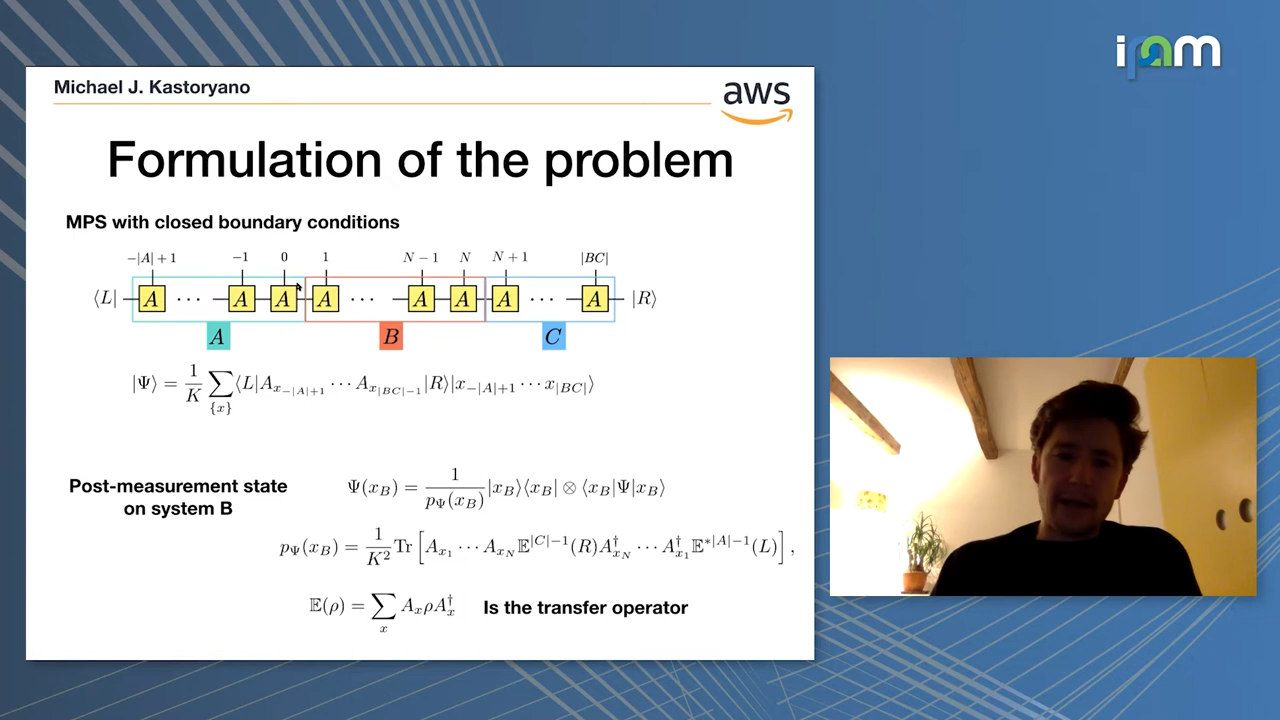 ipam
Michael J. Kastoryano
aws
Formulation of the problem
MPS with closed boundary conditions
−|A| + 1 −1 0 1 N − 1 N N + 1 |BC|
⟨L| A ··· A A A ··· A A A ··· A |R⟩
A B C
|Ψ⟩ = 1/K ∑_{x} ⟨L|A_{x_{−|A|+1}} ··· A_{x_{|BC|−1}}|R⟩|x_{−|A|+1} ··· x_{|BC|}⟩
Post-measurement state
on system B
Ψ(x_B) = 1/p_Ψ(x_B) |x_B⟩⟨x_B| ⊗ ⟨x_B|Ψ|x_B⟩
p_Ψ(x_B) = 1/K² Tr [A_{x_1} ··· A_{x_N} 𝔼^{|C|−1}(R)A†_{x_N} ··· A†_{x_1} 𝔼^{*|A|−1}(L)] ,
𝔼(ρ) = ∑_x A_x ρA†_x Is the transfer operator